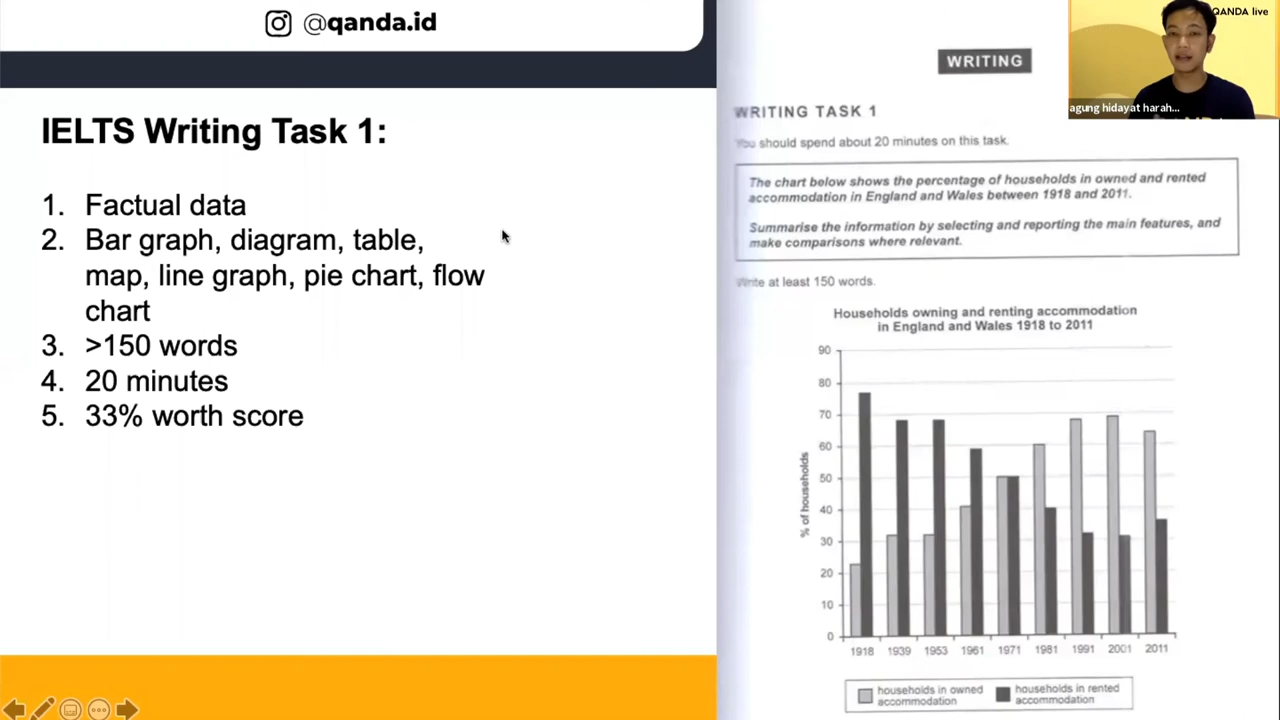 @qanda.id
IELTS Writing Task 1:
1. Factual data
2. Bar graph, diagram, table,
map, line graph, pie chart, flow
chart
3. >150 words
4. 20 minutes
5. 33% worth score
QANDA live
agung hidayat harah...
WRITING
WRITING TASK 1
You should spend about 20 minutes on this task.
The chart below shows the percentage of households in owned and rented
accommodation in England and Wales between 1918 and 2011.
Summarise the information by selecting and reporting the main features, and
make comparisons where relevant.
Write at least 150 words.
Households owning and renting accommodation
in England and Wales 1918 to 2011
% of households
90
80
70
60
50
40
30
20
10
0
1918 1939 1953 1961 1971 1981 1991 2001 2011
households in owned
accommodation
households in rented
accommodation